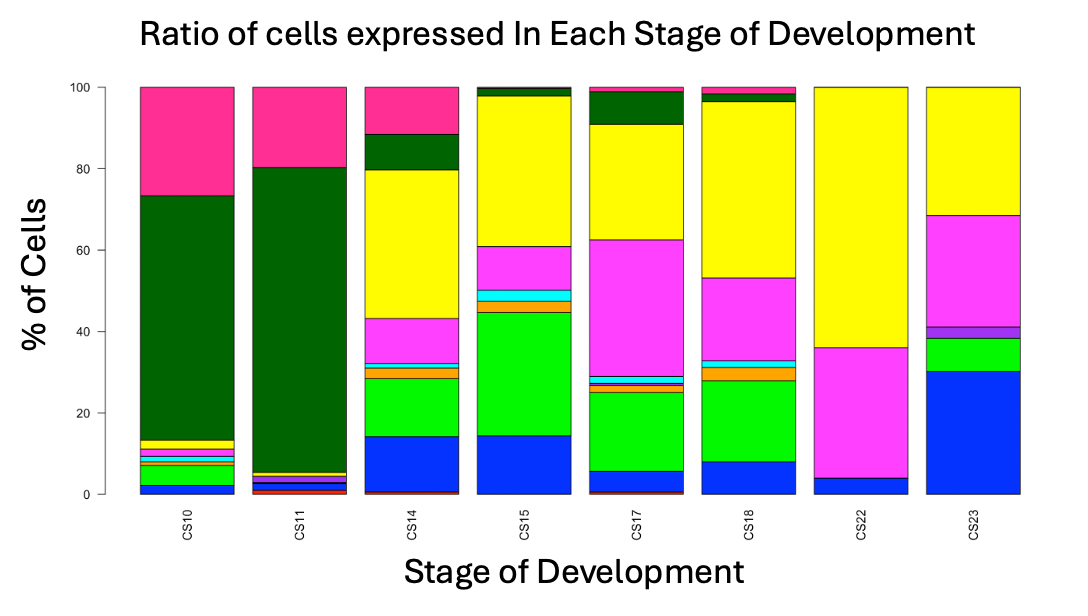 Ratio of cells expressed In Each Stage of Development
% of Cells
100
80
60
40
20
0
CS10
CS11
CS14
CS15
CS17
CS18
CS22
CS23
Stage of Development